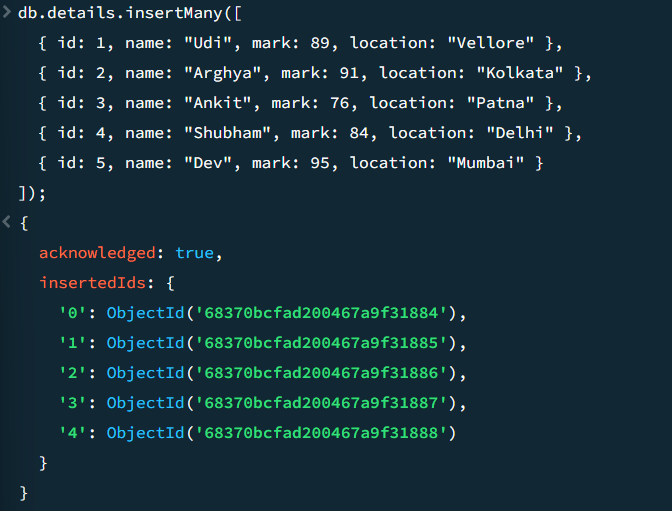 > db.details.insertMany([
{ id: 1, name: "Udi", mark: 89, location: "Vellore" },
{ id: 2, name: "Arghya", mark: 91, location: "Kolkata" },
{ id: 3, name: "Ankit", mark: 76, location: "Patna" },
{ id: 4, name: "Shubham", mark: 84, location: "Delhi" },
{ id: 5, name: "Dev", mark: 95, location: "Mumbai" }
]);
< {
acknowledged: true,
insertedIds: {
'0': ObjectId('68370bcfad200467a9f31884'),
'1': ObjectId('68370bcfad200467a9f31885'),
'2': ObjectId('68370bcfad200467a9f31886'),
'3': ObjectId('68370bcfad200467a9f31887'),
'4': ObjectId('68370bcfad200467a9f31888')
}
}